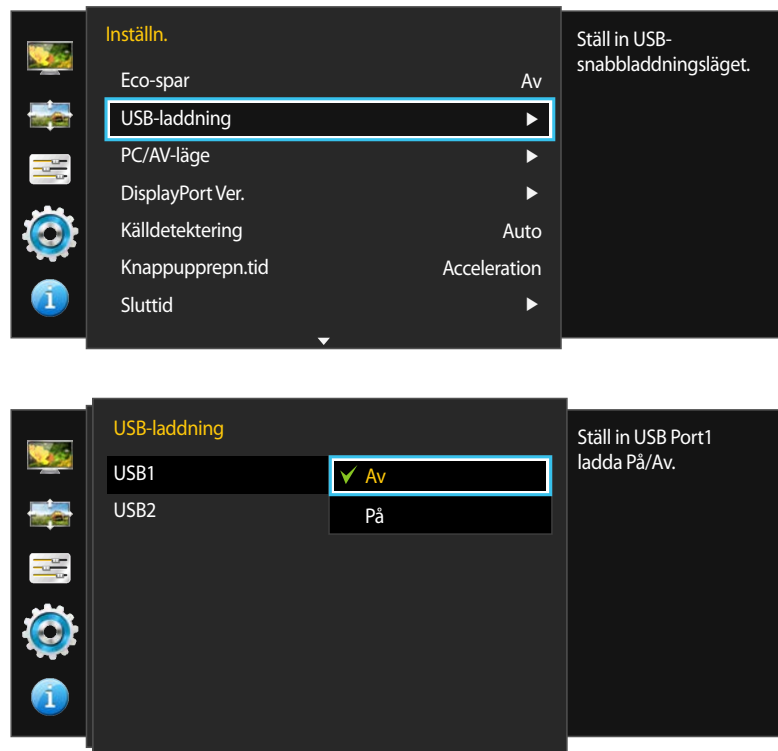 Inställn.
Eco-spar Av
USB-laddning
PC/AV-läge
DisplayPort Ver.
Källdetektering Auto
Knappupprepn.tid Acceleration
Sluttid
Ställ in USB-
snabbladdningsläget.
USB-laddning
USB1 Av
USB2 På
Ställ in USB Port1
ladda På/Av.